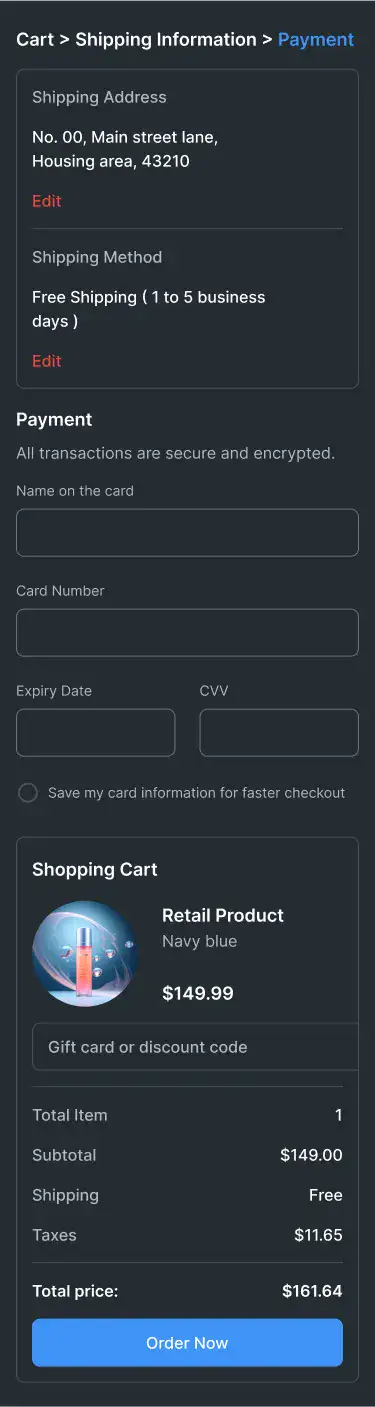 Cart > Shipping Information > Payment
Shipping Address
No. 00, Main street lane,
Housing area, 43210
Edit
Shipping Method
Free Shipping ( 1 to 5 business
days )
Edit
Payment
All transactions are secure and encrypted.
Name on the card
Card Number
Expiry Date CVV
Save my card information for faster checkout
Shopping Cart
Retail Product
Navy blue
$149.99
Gift card or discount code
Total Item 1
Subtotal $149.00
Shipping Free
Taxes $11.65
Total price: $161.64
Order Now